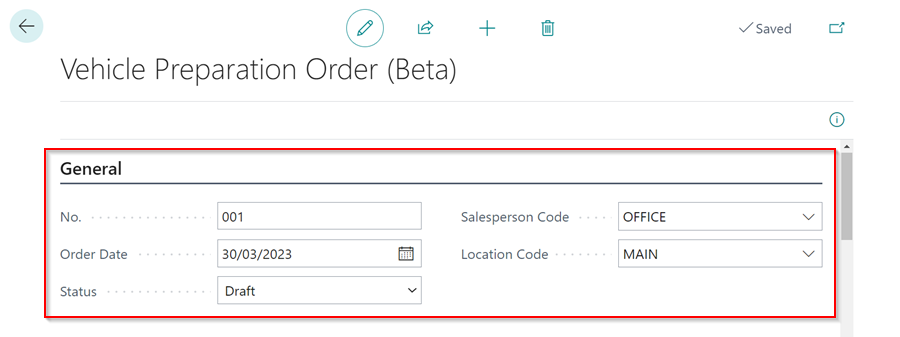 Saved
Vehicle Preparation Order (Beta)
General
No. 001 Salesperson Code OFFICE
Order Date 30/03/2023 Location Code MAIN
Status Draft